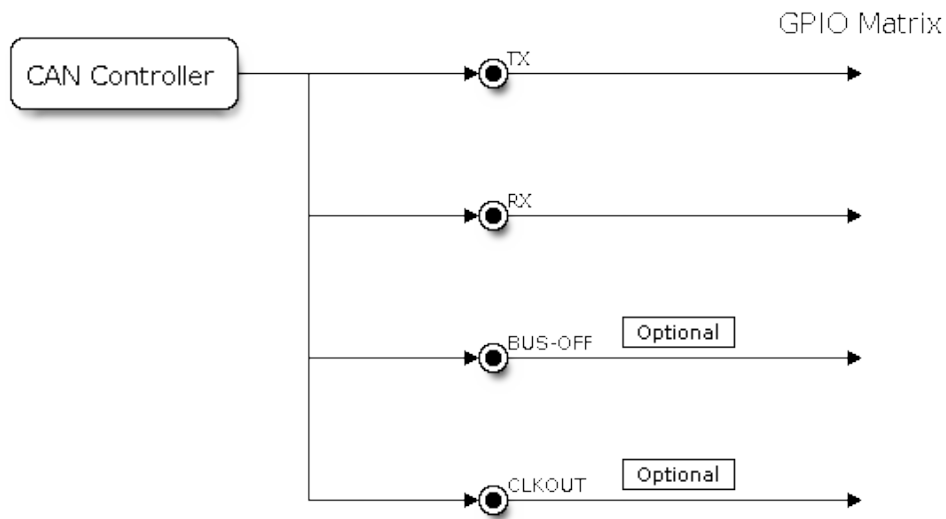 GPIO Matrix
CAN Controller
TX
RX
BUS-OFF
Optional
CLKOUT
Optional